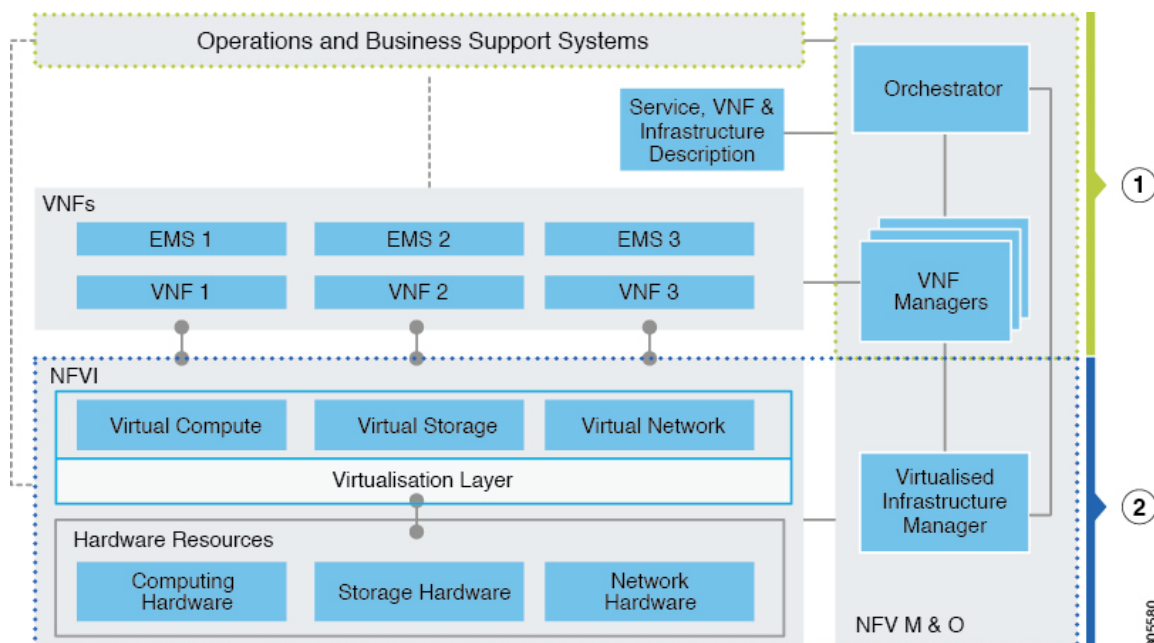 Operations and Business Support Systems
Orchestrator
Service, VNF &
Infrastructure
Description
1
VNFs
EMS 1
EMS 2
EMS 3
VNF 1
VNF 2
VNF 3
VNF
Managers
NFVI
Virtual Compute
Virtual Storage
Virtual Network
Virtualisation Layer
Virtualised
Infrastructure
Manager
2
Hardware Resources
Computing
Hardware
Storage Hardware
Network
Hardware
NFV M & O